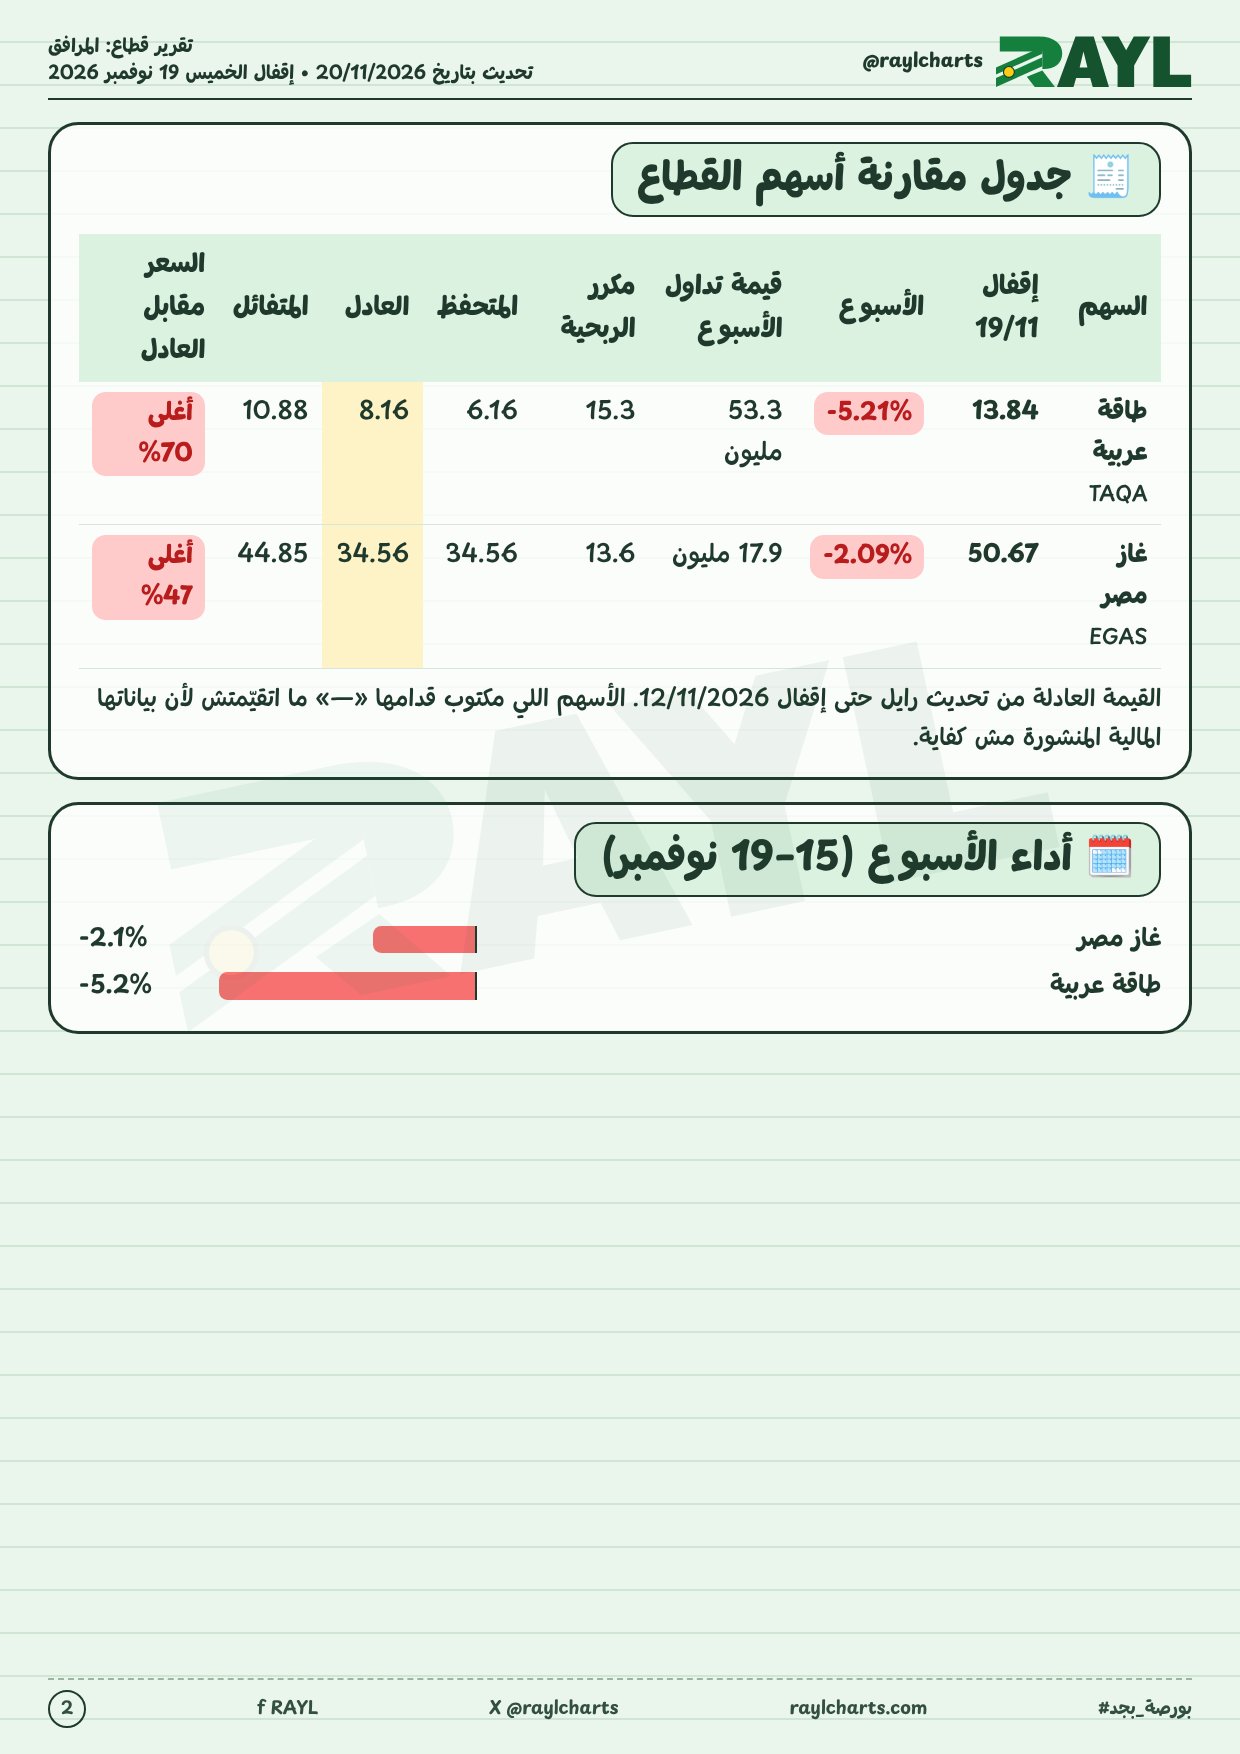 RAYL
@raylcharts
تقرير قطاع: المرافق
تحديث بتاريخ 20/11/2026 • إقفال الخميس 19 نوفمبر 2026
جدول مقارنة أسهم القطاع
السهم | إقفال 19/11 | الأسبوع | قيمة تداول الأسبوع | مكرر الربحية | المتحفظ | العادل | المتفائل | السعر مقابل العادل
طاقة عربية TAQA | 13.84 | -5.21% | 53.3 مليون | 15.3 | 6.16 | 8.16 | 10.88 | أغلى 70%
غاز مصر EGAS | 50.67 | -2.09% | 17.9 مليون | 13.6 | 34.56 | 34.56 | 44.85 | أغلى 47%
القيمة العادلة من تحديث رايل حتى إقفال 12/11/2026. الأسهم اللي مكتوب قدامها «—» ما اتقيّمتش لأن بياناتها
المالية المنشورة مش كفاية.
أداء الأسبوع (15–19 نوفمبر)
غاز مصر -2.1%
طاقة عربية -5.2%
RAYL
#بورصة_بجد
raylcharts.com
X @raylcharts
f RAYL
2